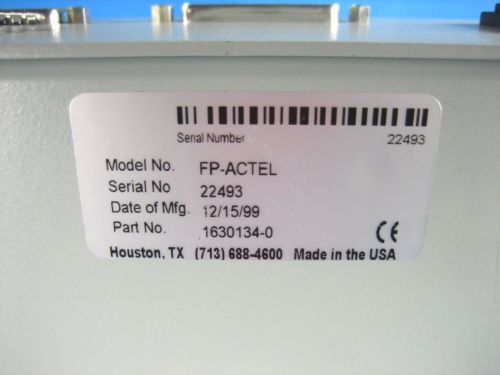 Serial Number 22493
Model No. FP-ACTEL
Serial No 22493
Date of Mfg. 12/15/99
Part No. 1630134-0
CE
Houston, TX (713) 688-4600 Made in the USA